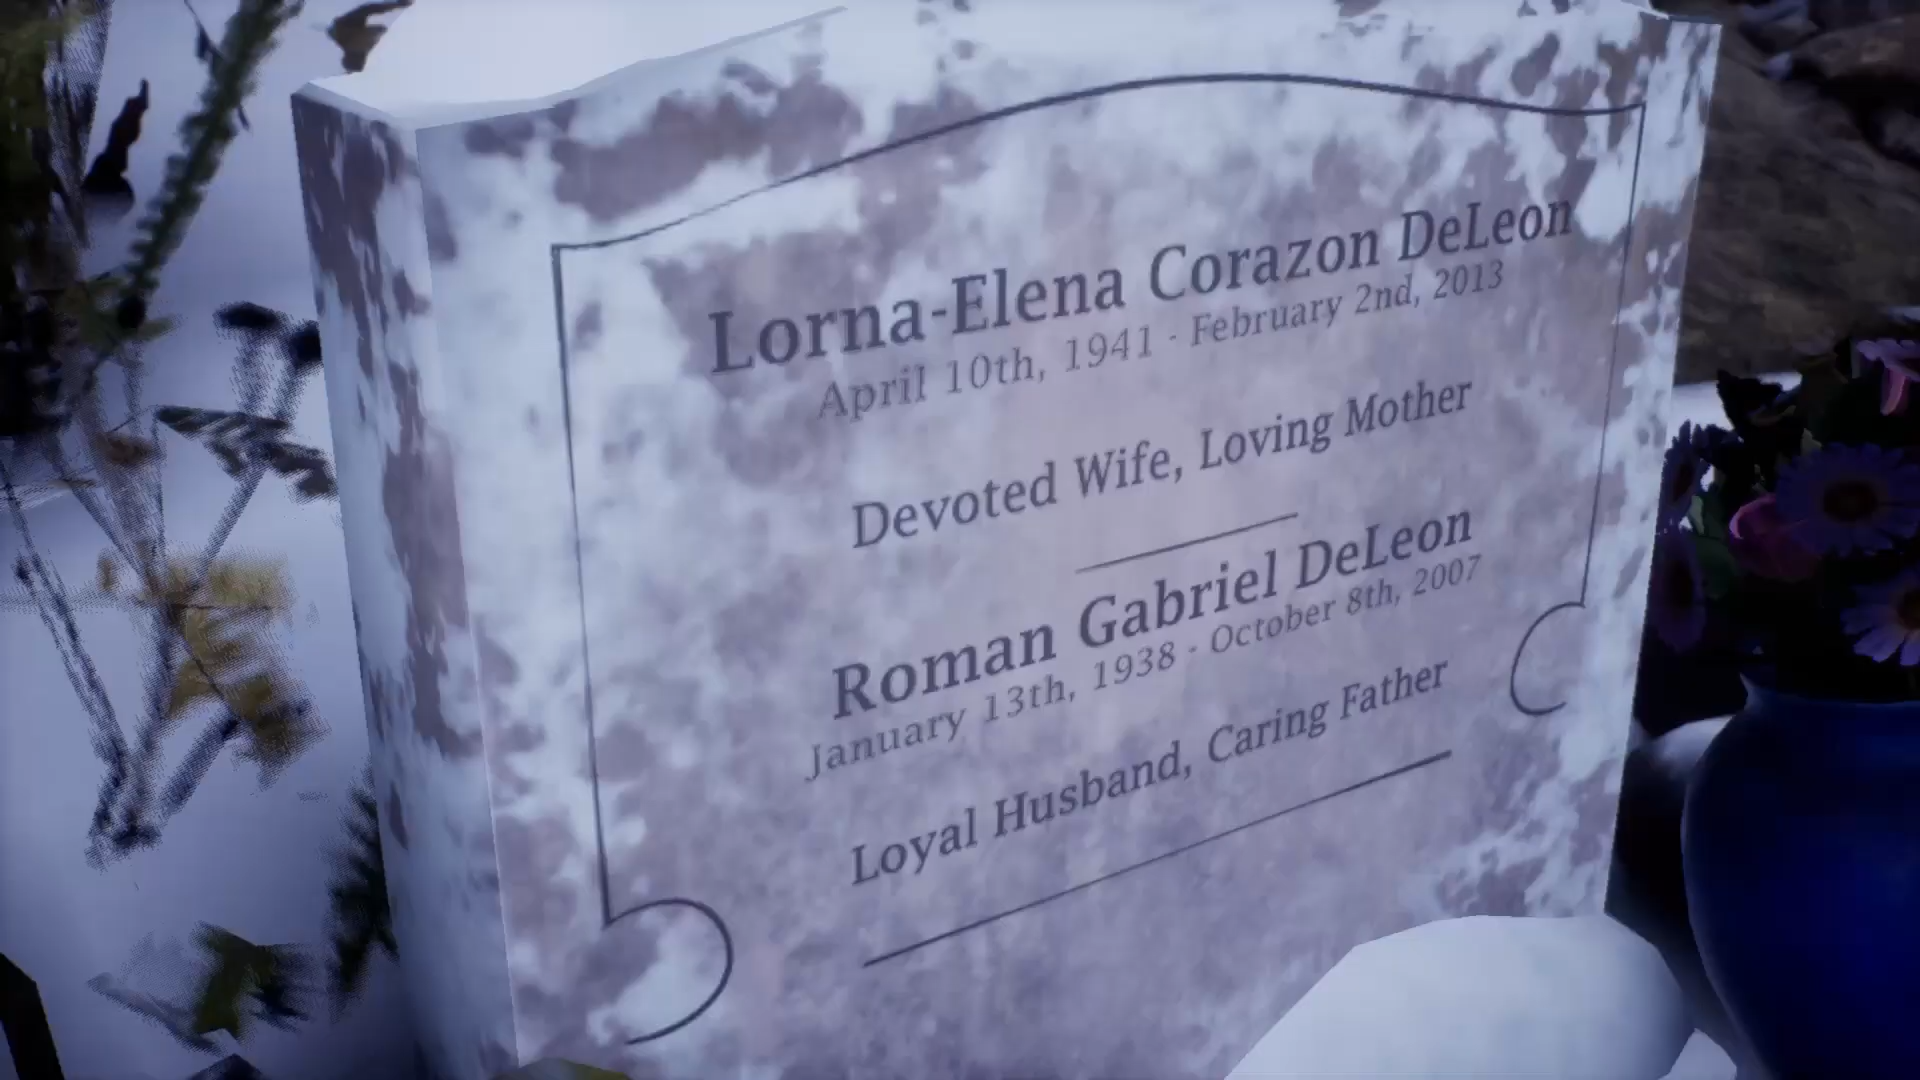 Lorna-Elena Corazon DeLeon
April 10th, 1941 - February 2nd, 2013
Devoted Wife, Loving Mother
Roman Gabriel DeLeon
January 13th, 1938 - October 8th, 2007
Loyal Husband, Caring Father